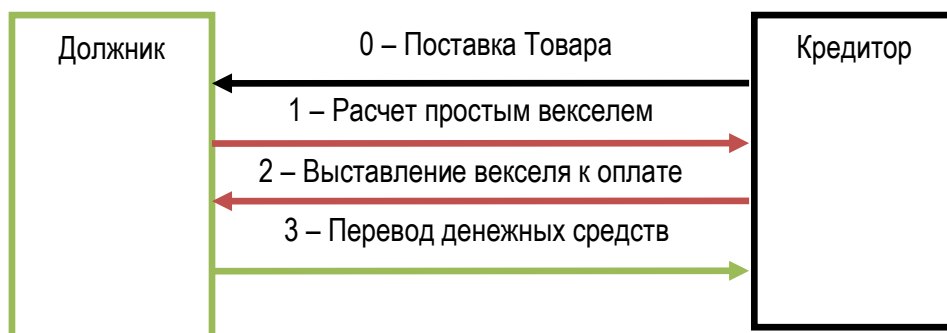 Должник
0 – Поставка Товара
Кредитор
1 – Расчет простым векселем
2 – Выставление векселя к оплате
3 – Перевод денежных средств